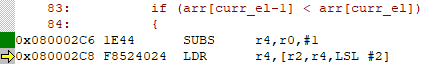 83:           if (arr[curr_el-1] < arr[curr_el])
84:           {
0x080002C6 1E44      SUBS     r4,r0,#1
0x080002C8 F8524024  LDR      r4,[r2,r4,LSL #2]